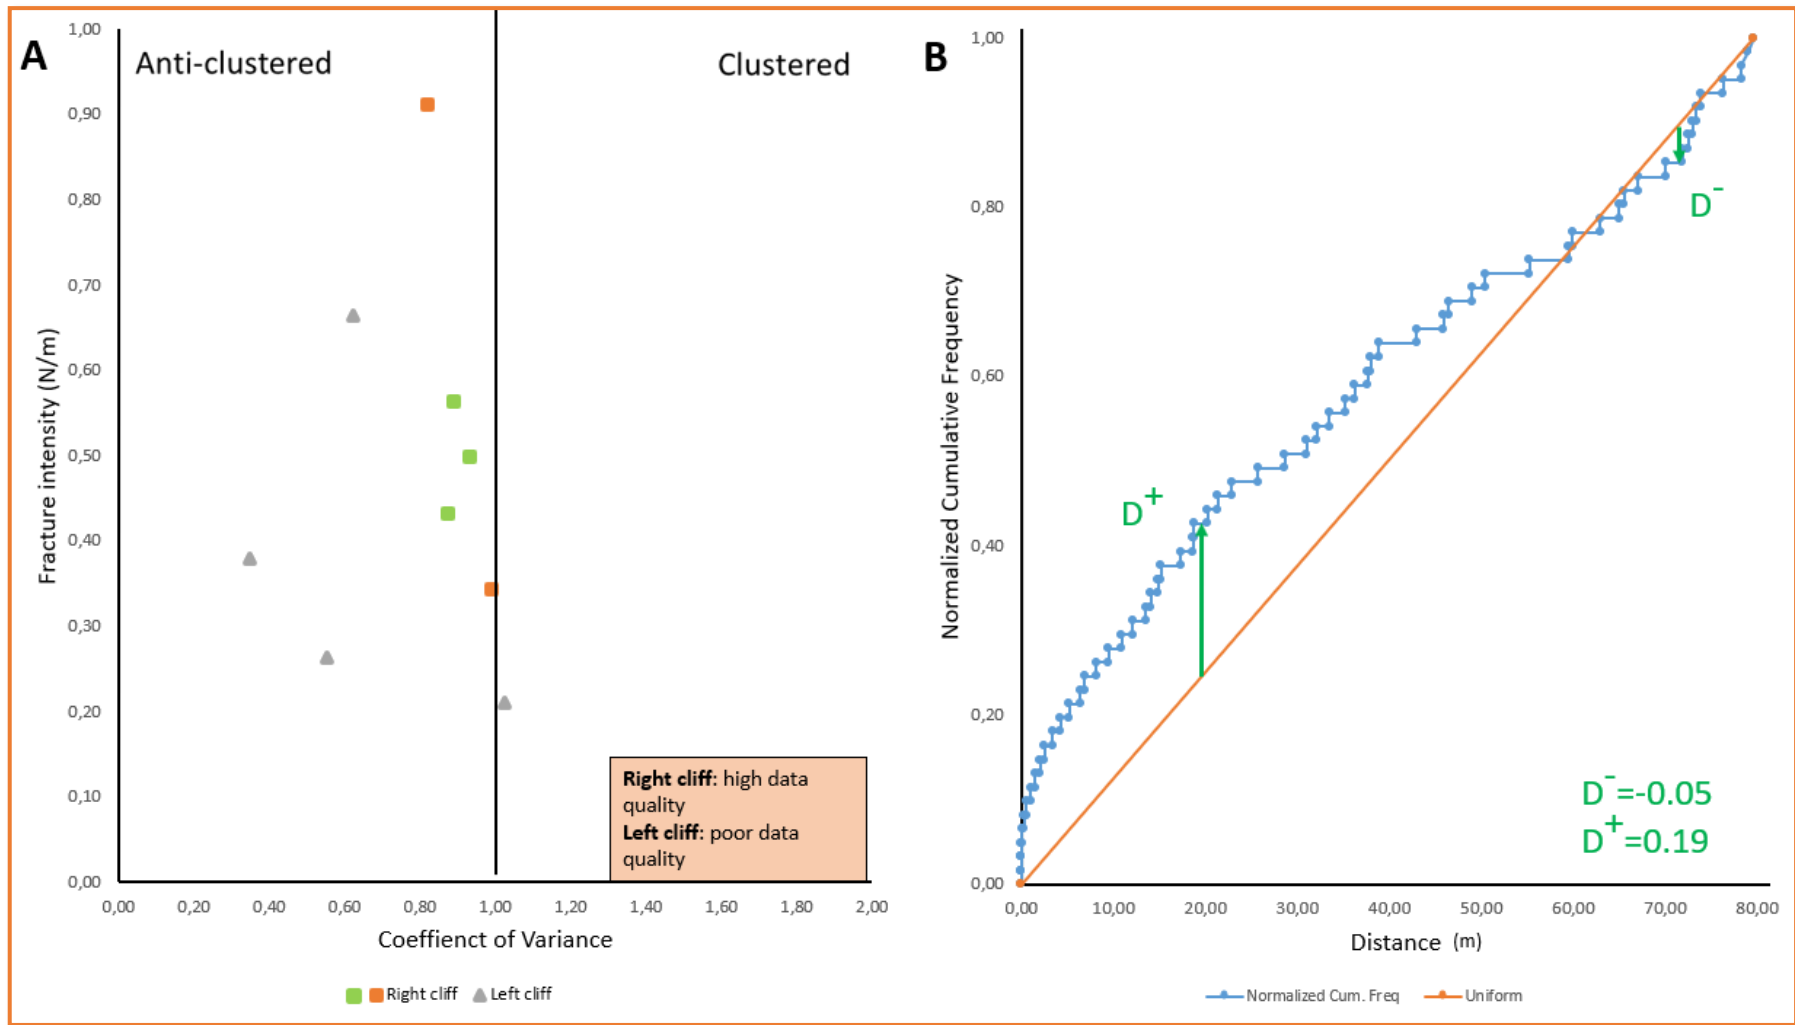 A
Anti-clustered
Clustered
Fracture intensity (N/m)
1,00
0,90
0,80
0,70
0,60
0,50
0,40
0,30
0,20
0,10
0,00
0,00 0,20 0,40 0,60 0,80 1,00 1,20 1,40 1,60 1,80 2,00
Coeffienct of Variance
Right cliff: high data
quality
Left cliff: poor data
quality
Right cliff
Left cliff
B
Normalized Cumulative Frequency
1,00
0,80
0,60
0,40
0,20
0,00
D+
D-
D-=-0.05
D+=0.19
0,00 10,00 20,00 30,00 40,00 50,00 60,00 70,00 80,00
Distance (m)
Normalized Cum. Freq
Uniform